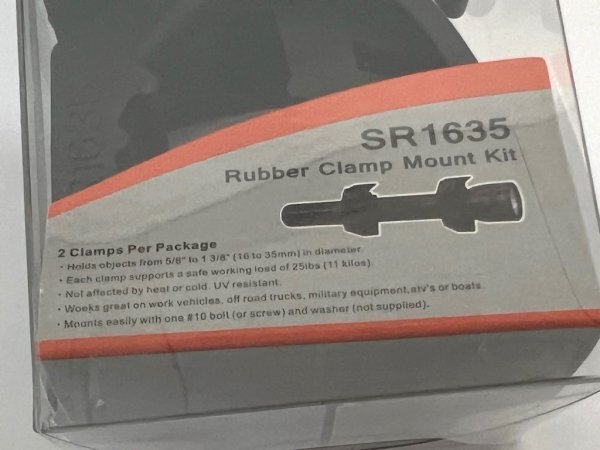 SR1635
Rubber Clamp Mount Kit
2 Clamps Per Package
· Holds objects from 5/8" to 1 3/8" (16 to 35mm) in diameter.
· Each clamp supports a safe working load of 25lbs (11 kilos).
· Not affected by heat or cold. UV resistant.
· Woeks great on work vehicles, off road trucks, military equipment,atv's or boats.
· Mounts easily with one #10 bolt (or screw) and washer (not supplied).